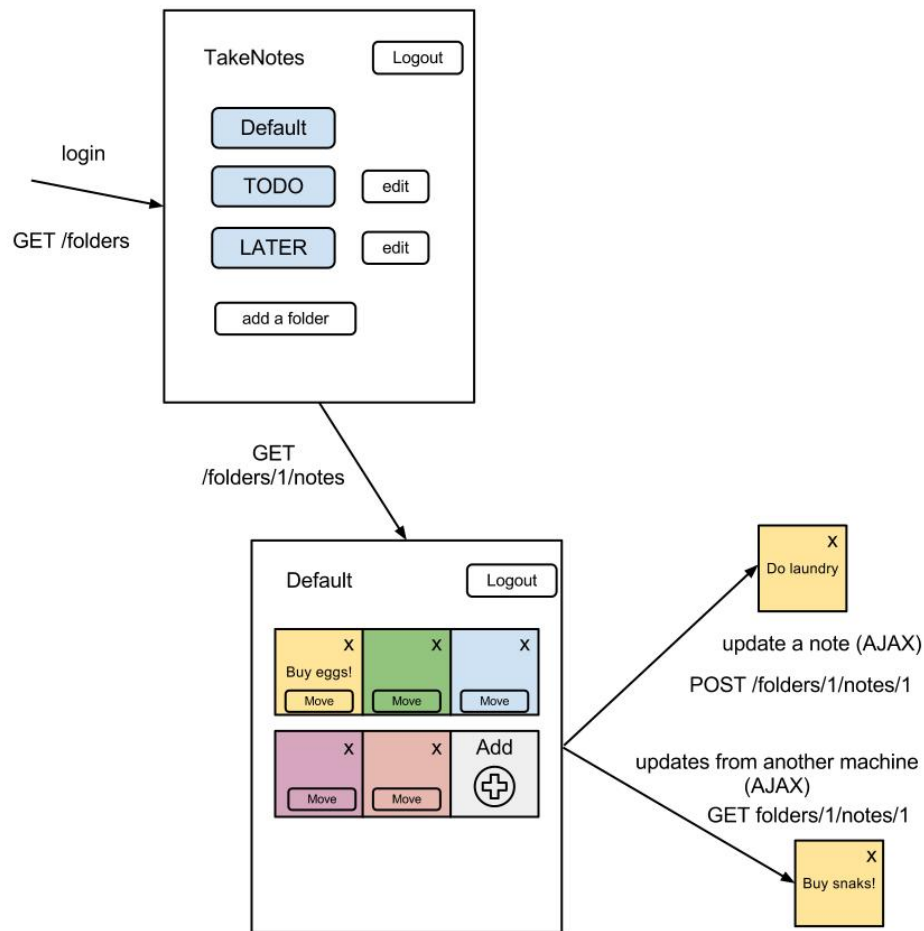 TakeNotes
Logout
Default
login
TODO
edit
GET /folders
LATER
edit
add a folder
GET
/folders/1/notes
Default
Logout
X
Do laundry
X
X
X
Buy eggs!
Move
Move
Move
update a note (AJAX)
POST /folders/1/notes/1
X
X
Add
Move
Move
updates from another machine
(AJAX)
GET folders/1/notes/1
X
Buy snaks!